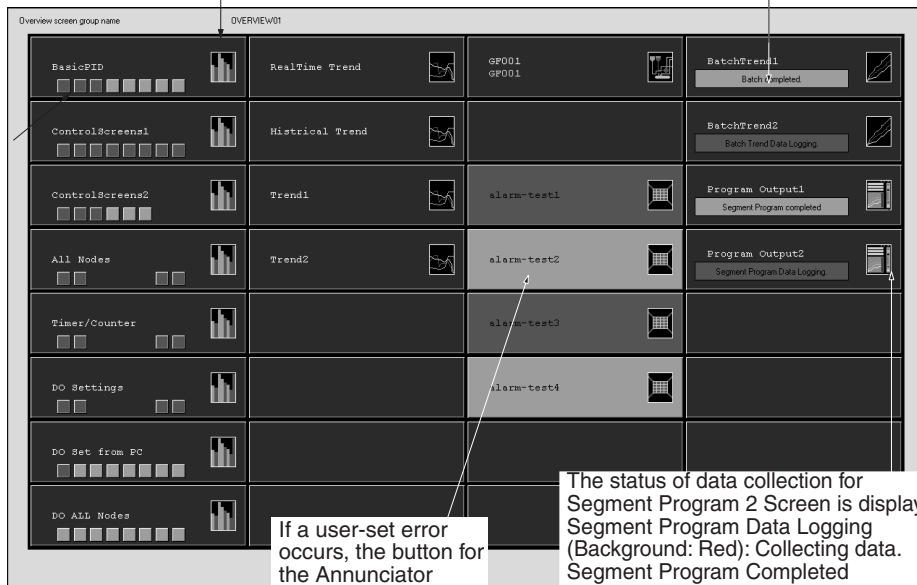 Overview screen group name OVERVIEW01
BasicPID
RealTime Trend
GF001
GF001
BatchTrend1
Batch completed.
ControlScreens1
Histrical Trend
BatchTrend2
Batch Trend Data Logging.
ControlScreens2
Trend1
alarm-test1
Program Output1
Segment Program completed
All Nodes
Trend2
alarm-test2
Program Output2
Segment Program Data Logging.
Timer/Counter
alarm-test3
DO Settings
alarm-test4
DO Set from PC
DO ALL Nodes
If a user-set error
occurs, the button for
the Annunciator
The status of data collection for
Segment Program 2 Screen is display
Segment Program Data Logging
(Background: Red): Collecting data.
Segment Program Completed